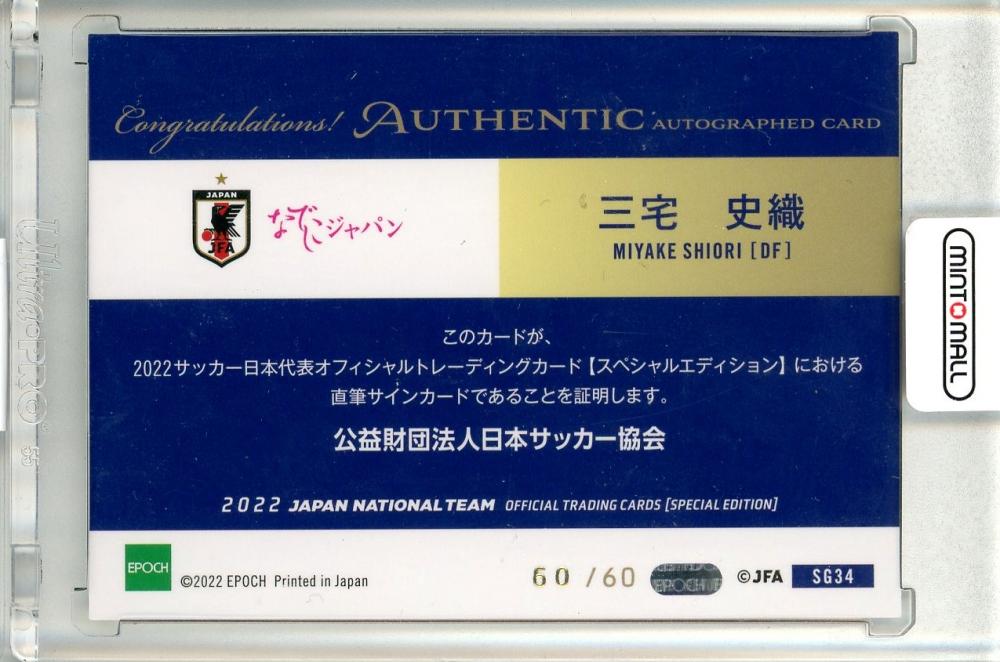 Congratulations! AUTHENTIC AUTOGRAPHED CARD
JAPAN
JFA
なでしこジャパン
三宅 史織
MIYAKE SHIORI [DF]
このカードが、
2022サッカー日本代表オフィシャルトレーディングカード【スペシャルエディション】における
直筆サインカードであることを証明します。
公益財団法人日本サッカー協会
2022 JAPAN NATIONAL TEAM OFFICIAL TRADING CARDS [SPECIAL EDITION]
EPOCH
©2022 EPOCH Printed in Japan
60 /60
EPOCH
©JFA
SG34
MINT MALL
Ultra•PRO
55